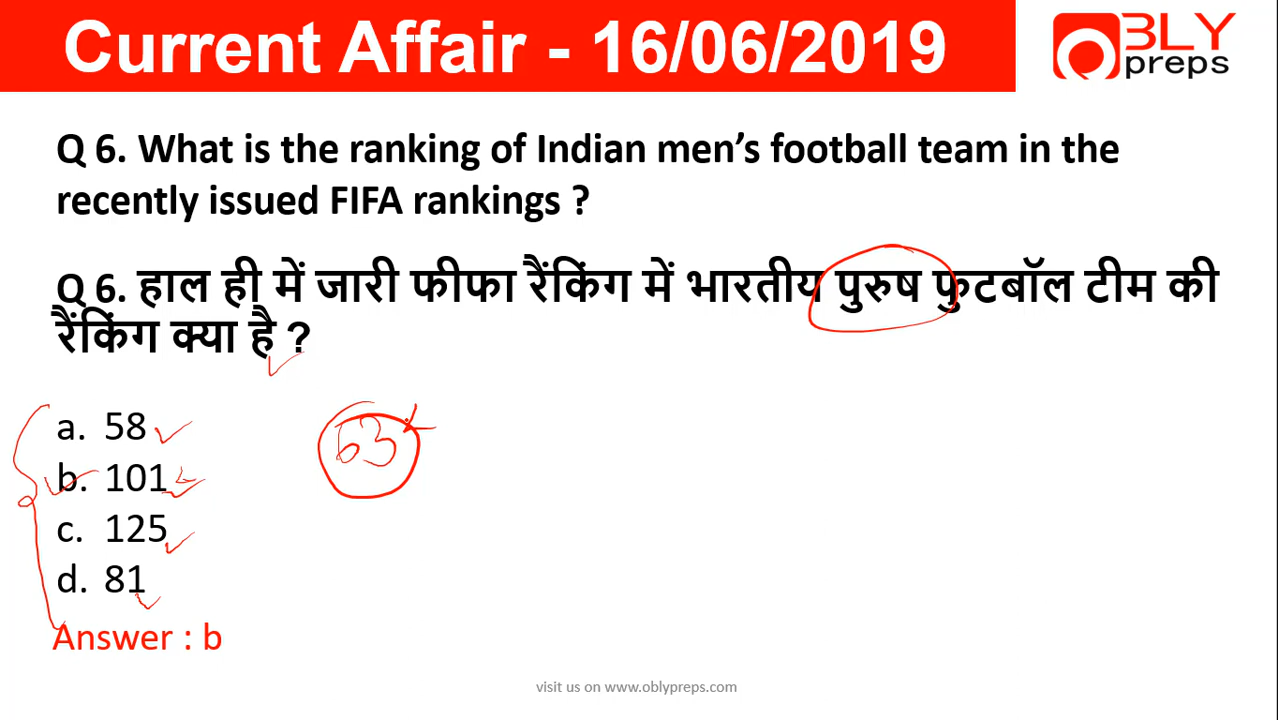 Current Affair - 16/06/2019
OBLY
preps
Q 6. What is the ranking of Indian men’s football team in the
recently issued FIFA rankings ?
Q 6. हाल ही में जारी फीफा रैंकिंग में भारतीय पुरुष फुटबॉल टीम की
रैंकिंग क्या है ?
a. 58
b. 101
c. 125
d. 81
63
Answer : b
visit us on www.oblypreps.com